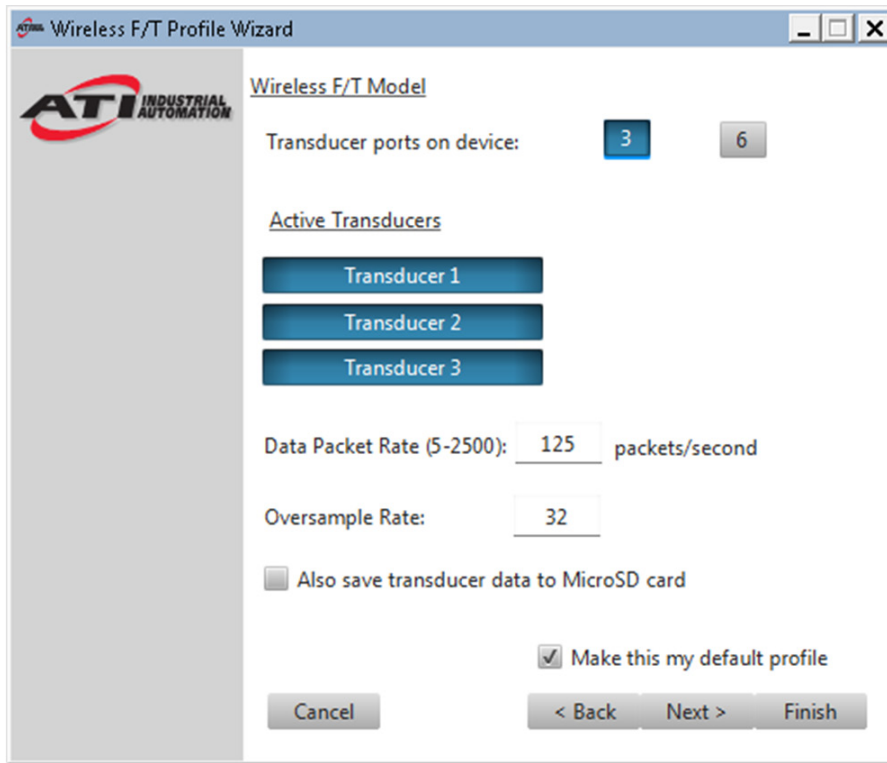 ATI Wireless F/T Profile Wizard
ATI INDUSTRIAL AUTOMATION
Wireless F/T Model
Transducer ports on device: 3 6
Active Transducers
Transducer 1
Transducer 2
Transducer 3
Data Packet Rate (5-2500): 125 packets/second
Oversample Rate: 32
Also save transducer data to MicroSD card
Make this my default profile
Cancel < Back Next > Finish